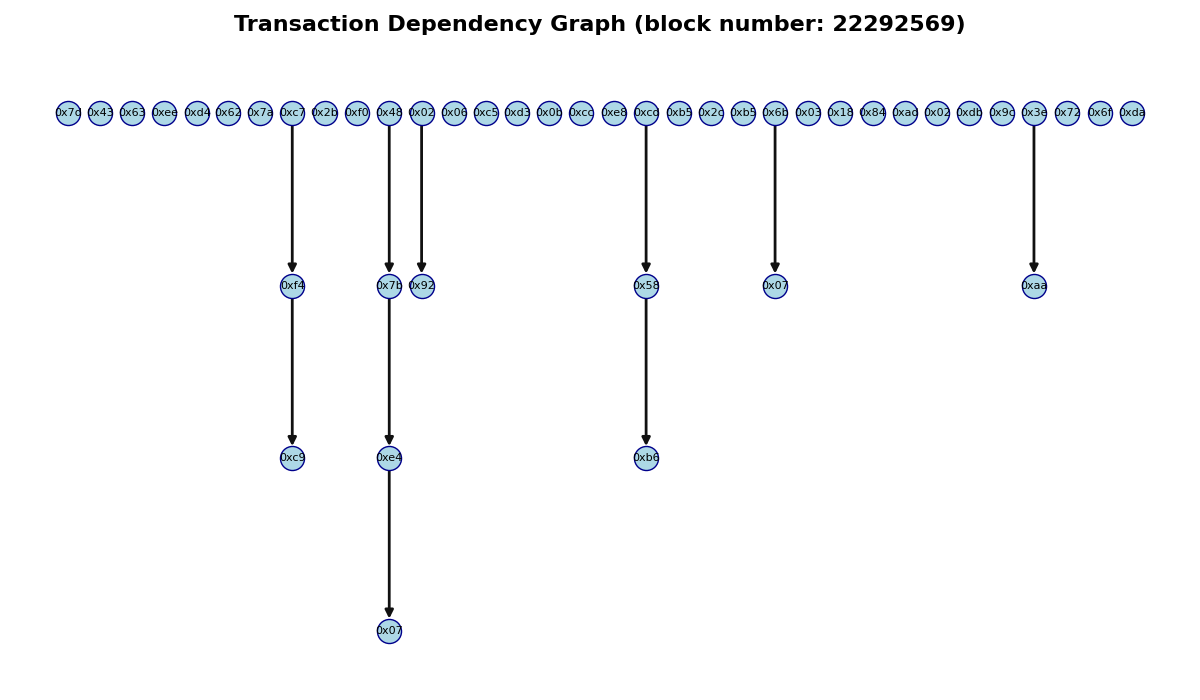 Transaction Dependency Graph (block number: 22292569)
0x7d 0x43 0x63 0xee 0xd4 0x62 0x7a 0xc7 0x2b 0xf0 0x48 0x02 0x06 0xc5 0xd3 0x0b 0xcc 0xe8 0xcd 0xb5 0x2c 0xb5 0x6b 0x03 0x18 0x84 0xad 0x02 0xdb 0x9c 0x3e 0x72 0x6f 0xda
0xf4 0x7b 0x92 0x58 0x07 0xaa
0xc9 0xe4 0xb6
0x07